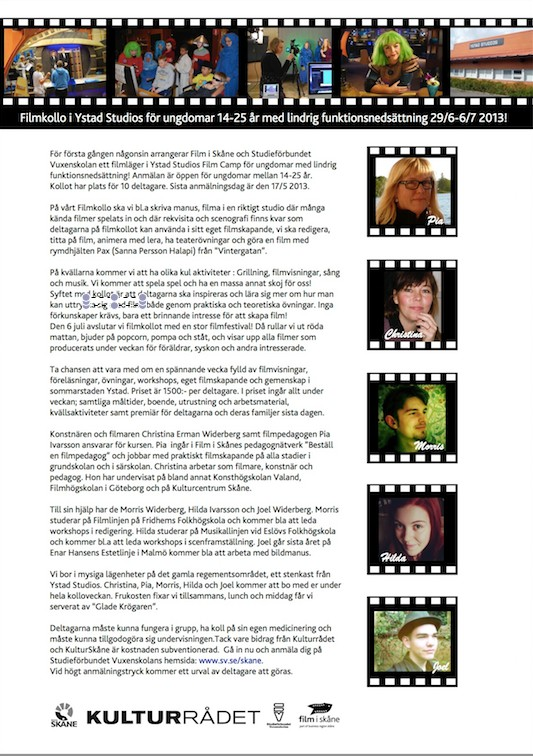 Filmkollo i Ystad Studios för ungdomar 14-25 år med lindrig funktionsnedsättning 29/6-6/7 2013!
För första gången någonsin arrangerar Film i Skåne och Studieförbundet
Vuxenskolan ett filmläger i Ystad Studios Film Camp för ungdomar med lindrig
funktionsnedsättning! Anmälan är öppen för ungdomar mellan 14-25 år.
Kollot har plats för 10 deltagare. Sista anmälningsdag är den 17/5 2013.
På vårt Filmkollo ska vi bl.a skriva manus, filma i en riktigt studio där många
kända filmer spelats in och där rekvisita och scenografi finns kvar som
deltagarna på filmkollot kan använda i sitt eget filmskapande, vi ska redigera,
titta på film, animera med lera, ha teaterövningar och göra en film med
rymdhjälten Pax (Sanna Persson Halapi) från "Vintergatan".
På kvällarna kommer vi att ha olika kul aktiviteter : Grillning, filmvisningar, sång
och musik. Vi kommer att spela spel och ha en massa annat skoj för oss!
Syftet med kollot är att deltagarna ska inspireras och lära sig mer om hur man
kan uttrycka sig med film både genom praktiska och teoretiska övningar. Inga
förkunskaper krävs, bara ett brinnande intresse för att skapa film!
Den 6 juli avslutar vi filmkollot med en stor filmfestival! Då rullar vi ut röda
mattan, bjuder på popcorn, pompa och ståt, och visar upp alla filmer som
producerats under veckan för föräldrar, syskon och andra intresserade.
Ta chansen att vara med om en spännande vecka fylld av filmvisningar,
föreläsningar, övningar, workshops, eget filmskapande och gemenskap i
sommarstaden Ystad. Priset är 1500:- per deltagare. I priset ingår allt under
veckan; samtliga måltider, boende, utrustning och arbetsmaterial,
kvällsaktiviteter samt premiär för deltagarna och deras familjer sista dagen.
Konstnären och filmaren Christina Erman Widerberg samt filmpedagogen Pia
Ivarsson ansvarar för kursen. Pia ingår i Film i Skånes pedagognätverk "Beställ
en filmpedagog" och jobbar med praktiskt filmskapande på alla stadier i
grundskolan och i särskolan. Christina arbetar som filmare, konstnär och
pedagog. Hon har undervisat på bland annat Konsthögskolan Valand,
Filmhögskolan i Göteborg och på Kulturcentrum Skåne.
Till sin hjälp har de Morris Widerberg, Hilda Ivarsson och Joel Widerberg. Morris
studerar på Filmlinjen på Fridhems Folkhögskola och kommer bla att leda
workshops i redigering. Hilda studerar på Musikallinjen vid Eslövs Folkhögskola
och kommer bl.a att leda workshops i scenframställning. Joel går sista året på
Enar Hansens Estetlinje i Malmö kommer bla att arbeta med bildmanus.
Vi bor i mysiga lägenheter på det gamla regementsområdet, ett stenkast från
Ystad Studios. Christina, Pia, Morris, Hilda och Joel kommer att bo med er under
hela kolloveckan. Frukosten fixar vi tillsammans, lunch och middag får vi
serverat av "Glade Krögaren".
Deltagarna måste kunna fungera i grupp, ha koll på sin egen medicinering och
måste kunna tillgodogöra sig undervisningen.Tack vare bidrag från Kulturrådet
och KulturSkåne är kostnaden subventionerad. Gå in nu och anmäla dig på
Studieförbundet Vuxenskolans hemsida: www.sv.se/skane.
Vid högt anmälningstryck kommer ett urval av deltagare att göras.
Pia
Christina
Morris
Hilda
Joel
SKÅNE
KULTURRÅDET
Studieförbundet
Vuxenskolan
film i skåne